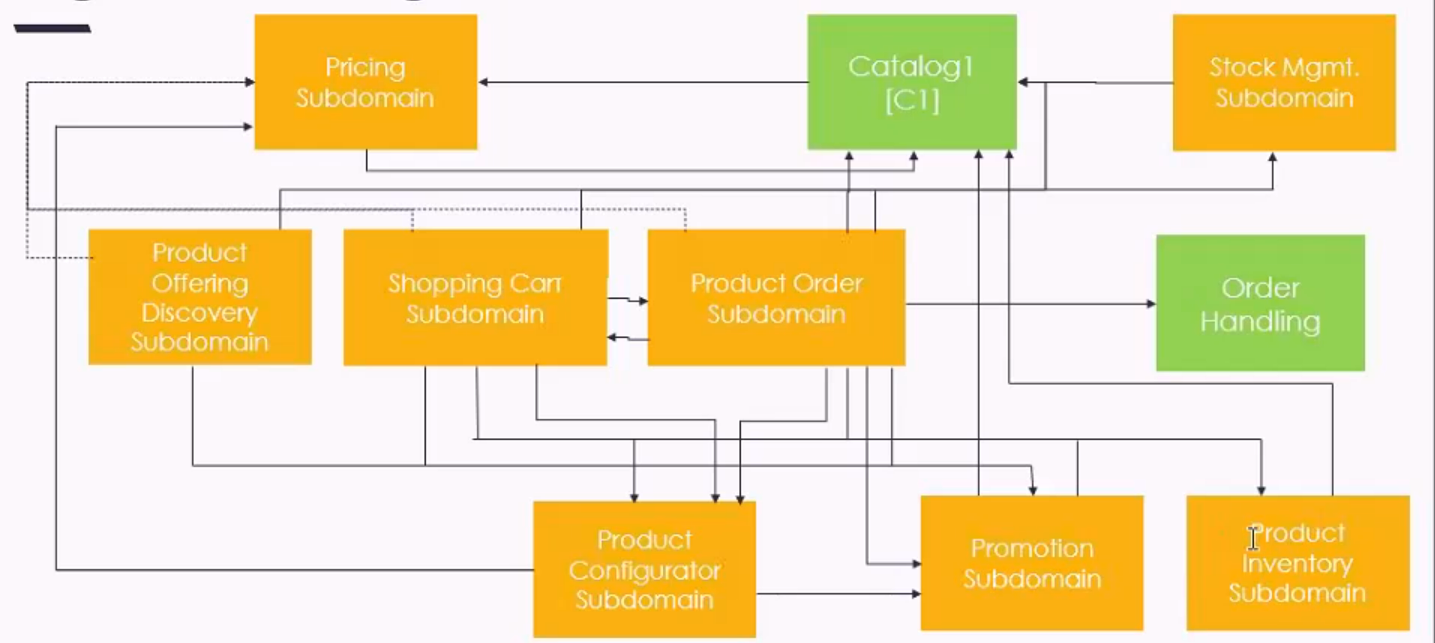 Pricing
Subdomain
Catalog1
[C1]
Stock Mgmt.
Subdomain
Product
Offering
Discovery
Subdomain
Shopping Cart
Subdomain
Product Order
Subdomain
Order
Handling
Product
Configurator
Subdomain
Promotion
Subdomain
Product
Inventory
Subdomain